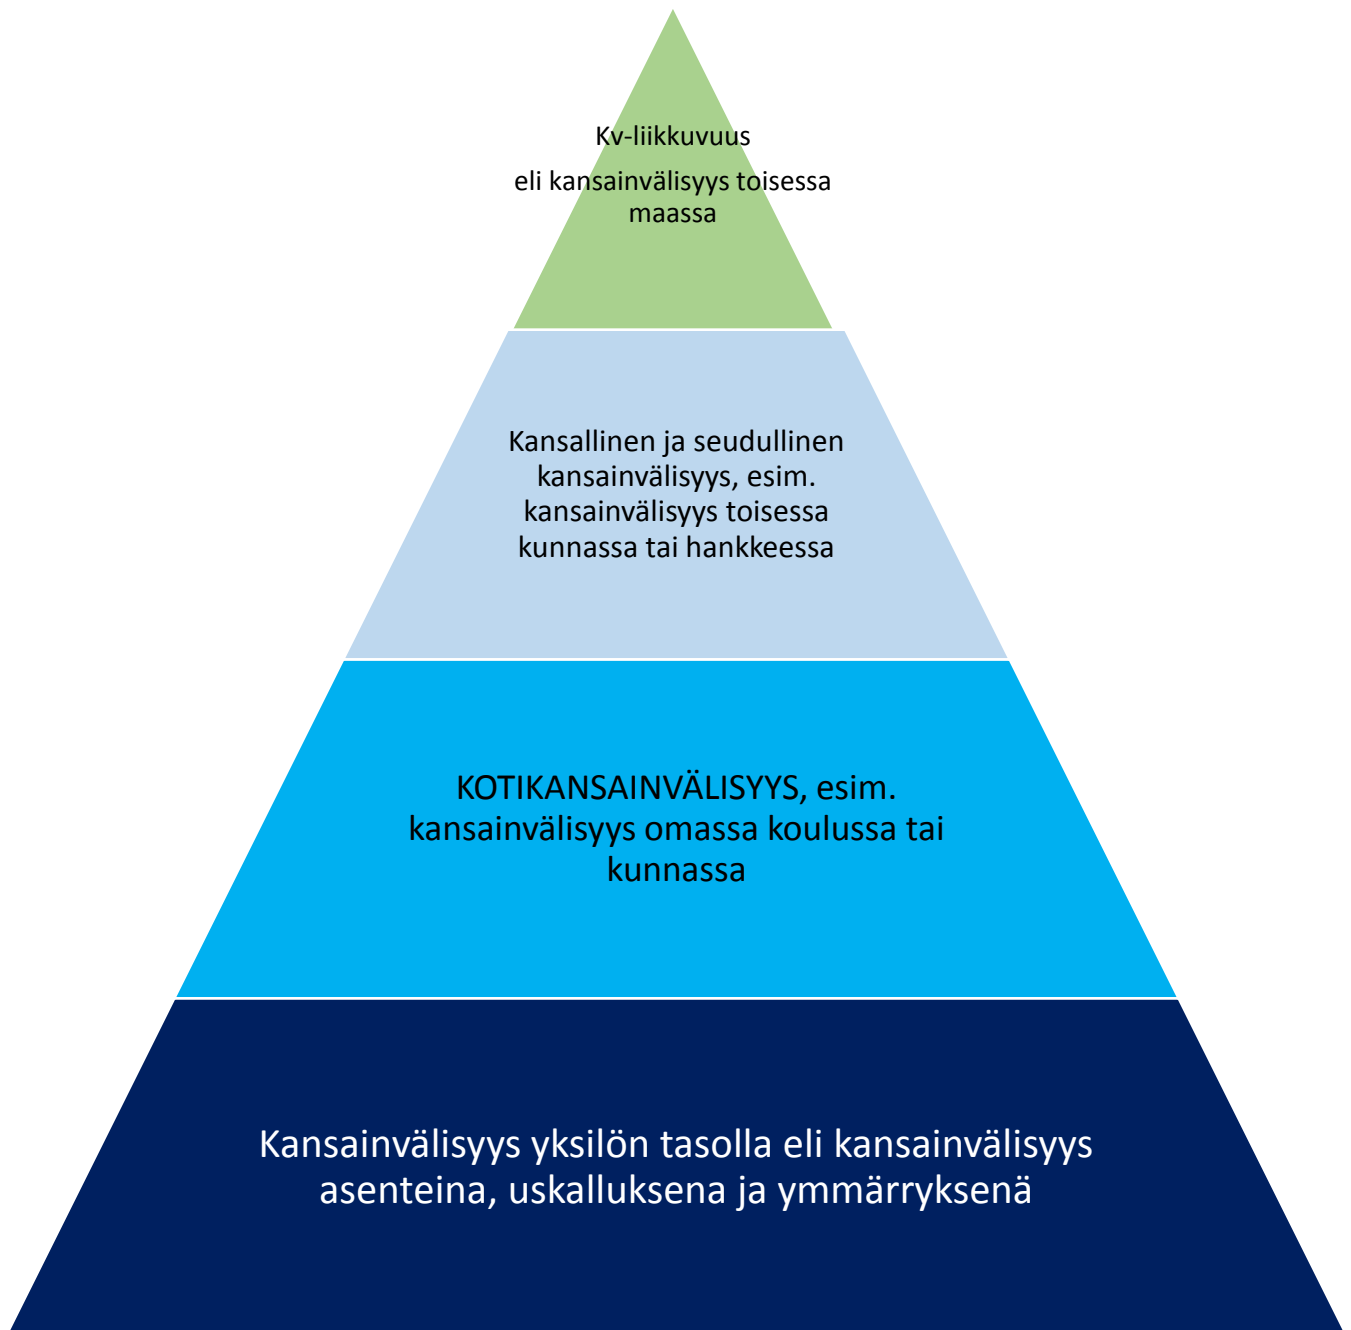 Kv-liikkuvuus
eli kansainvälisyys toisessa
maassa
Kansallinen ja seudullinen
kansainvälisyys, esim.
kansainvälisyys toisessa
kunnassa tai hankkeessa
KOTIKANSAINVÄLISYYS, esim.
kansainvälisyys omassa koulussa tai
kunnassa
Kansainvälisyys yksilön tasolla eli kansainvälisyys
asenteina, uskalluksena ja ymmärryksenä